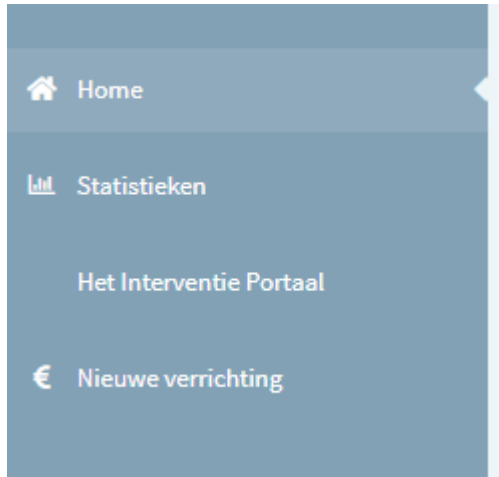 Home
Statistieken
Het Interventie Portaal
€ Nieuwe verrichting